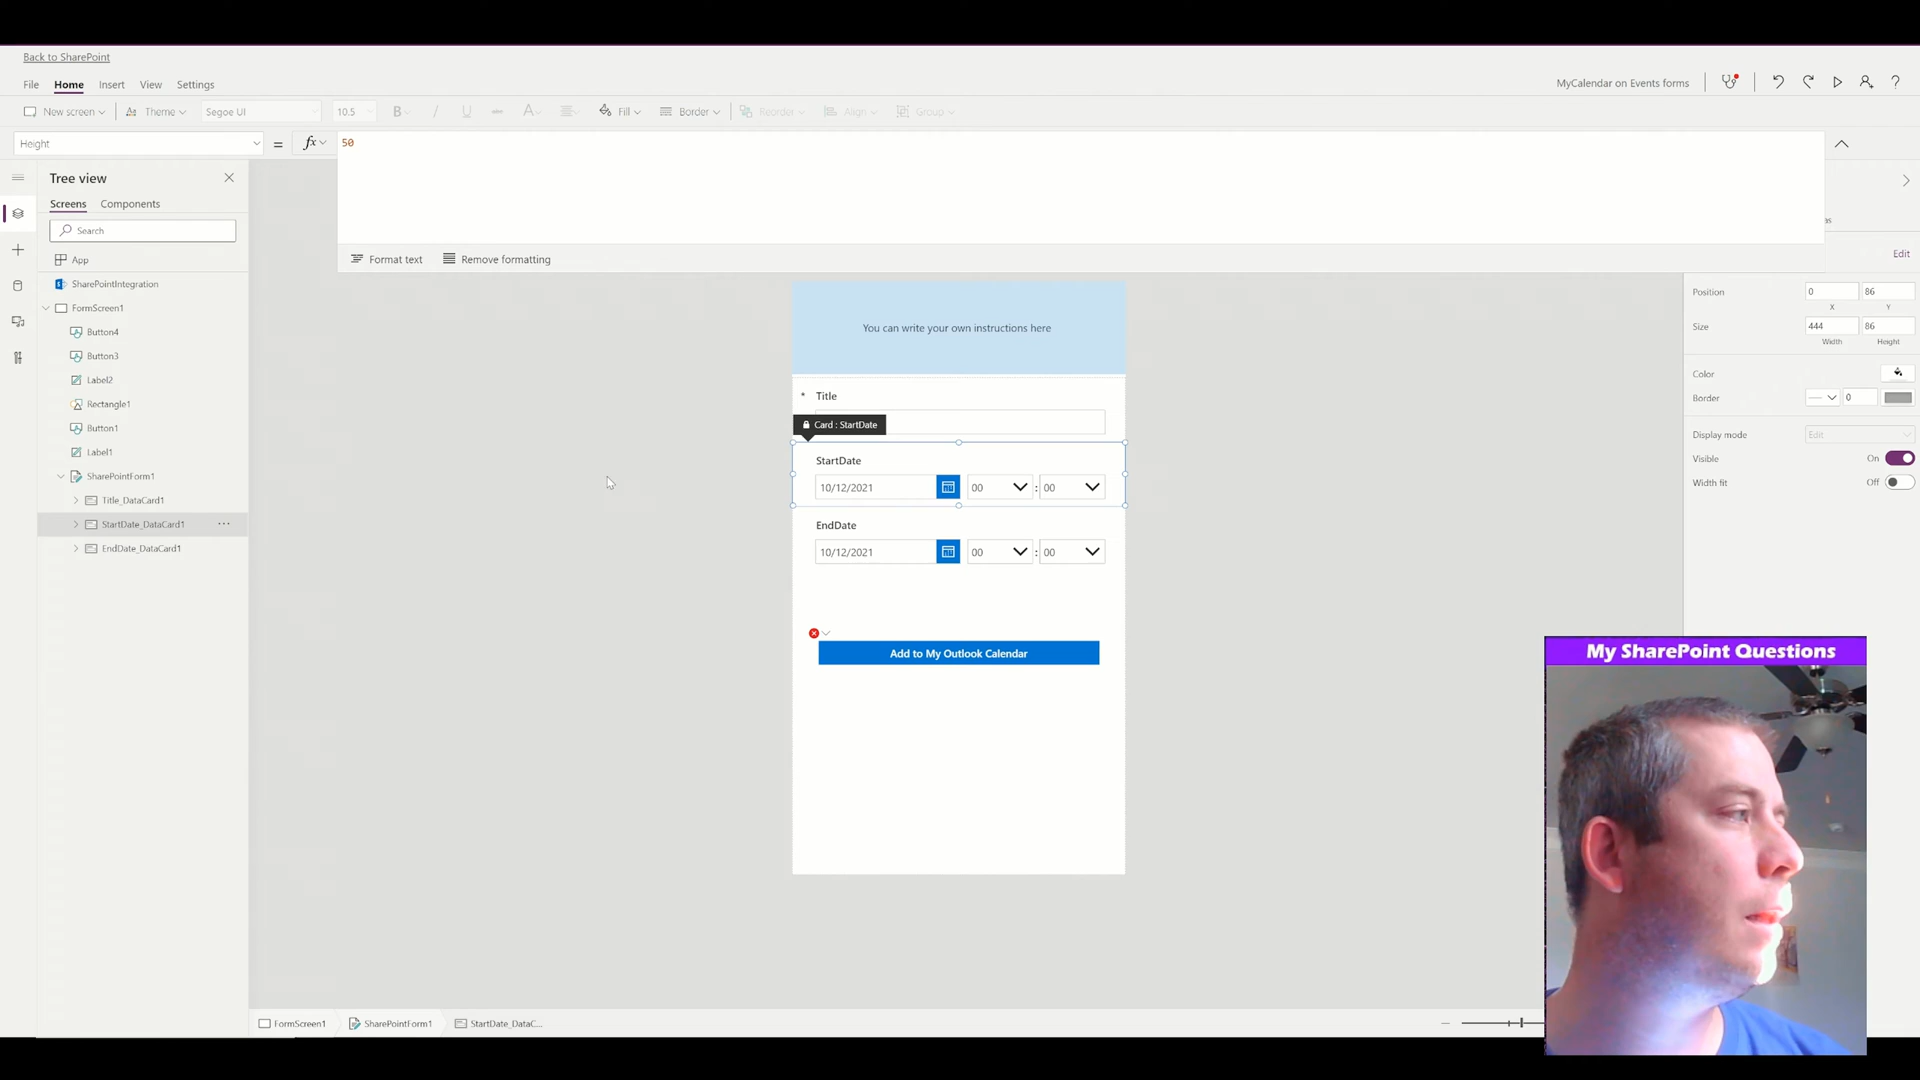 Back to SharePoint
File Home Insert View Settings
MyCalendar on Events forms
New screen Theme Segoe UI 10.5 B / U abc A Fill Border Reorder Align Group
Height = fx 50
Tree view
Screens Components
Search
Format text Remove formatting
App
SharePointIntegration
FormScreen1
Button4
Button3
Label2
Rectangle1
Button1
Label1
SharePointForm1
Title_DataCard1
StartDate_DataCard1 ...
EndDate_DataCard1
You can write your own instructions here
* Title
Card : StartDate
StartDate
10/12/2021 00 : 00
EndDate
10/12/2021 00 : 00
Add to My Outlook Calendar
Edit
Position 0 86
X Y
Size 444 86
Width Height
Color
Border 0
Display mode Edit
Visible On
Width fit Off
My SharePoint Questions
FormScreen1 SharePointForm1 StartDate_DataC...